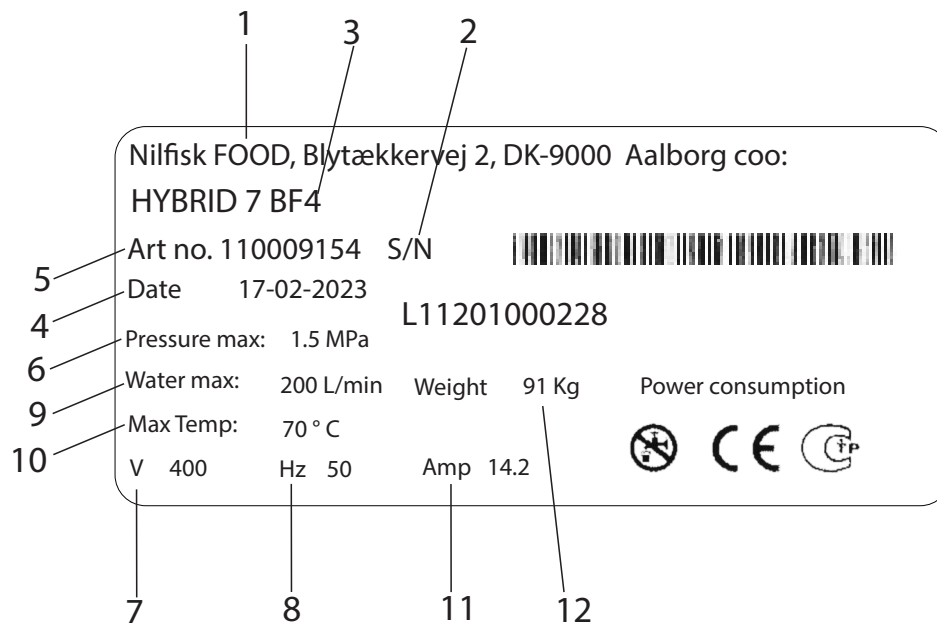 1
3
2
Nilfisk FOOD, Blytækkervej 2, DK-9000 Aalborg coo:
HYBRID 7 BF4
5
Art no. 110009154 S/N
4
Date 17-02-2023
L11201000228
6
Pressure max: 1.5 MPa
9
Water max: 200 L/min Weight 91 Kg Power consumption
10
Max Temp: 70 ° C
CE
C TP
V 400 Hz 50 Amp 14.2
7
8
11
12